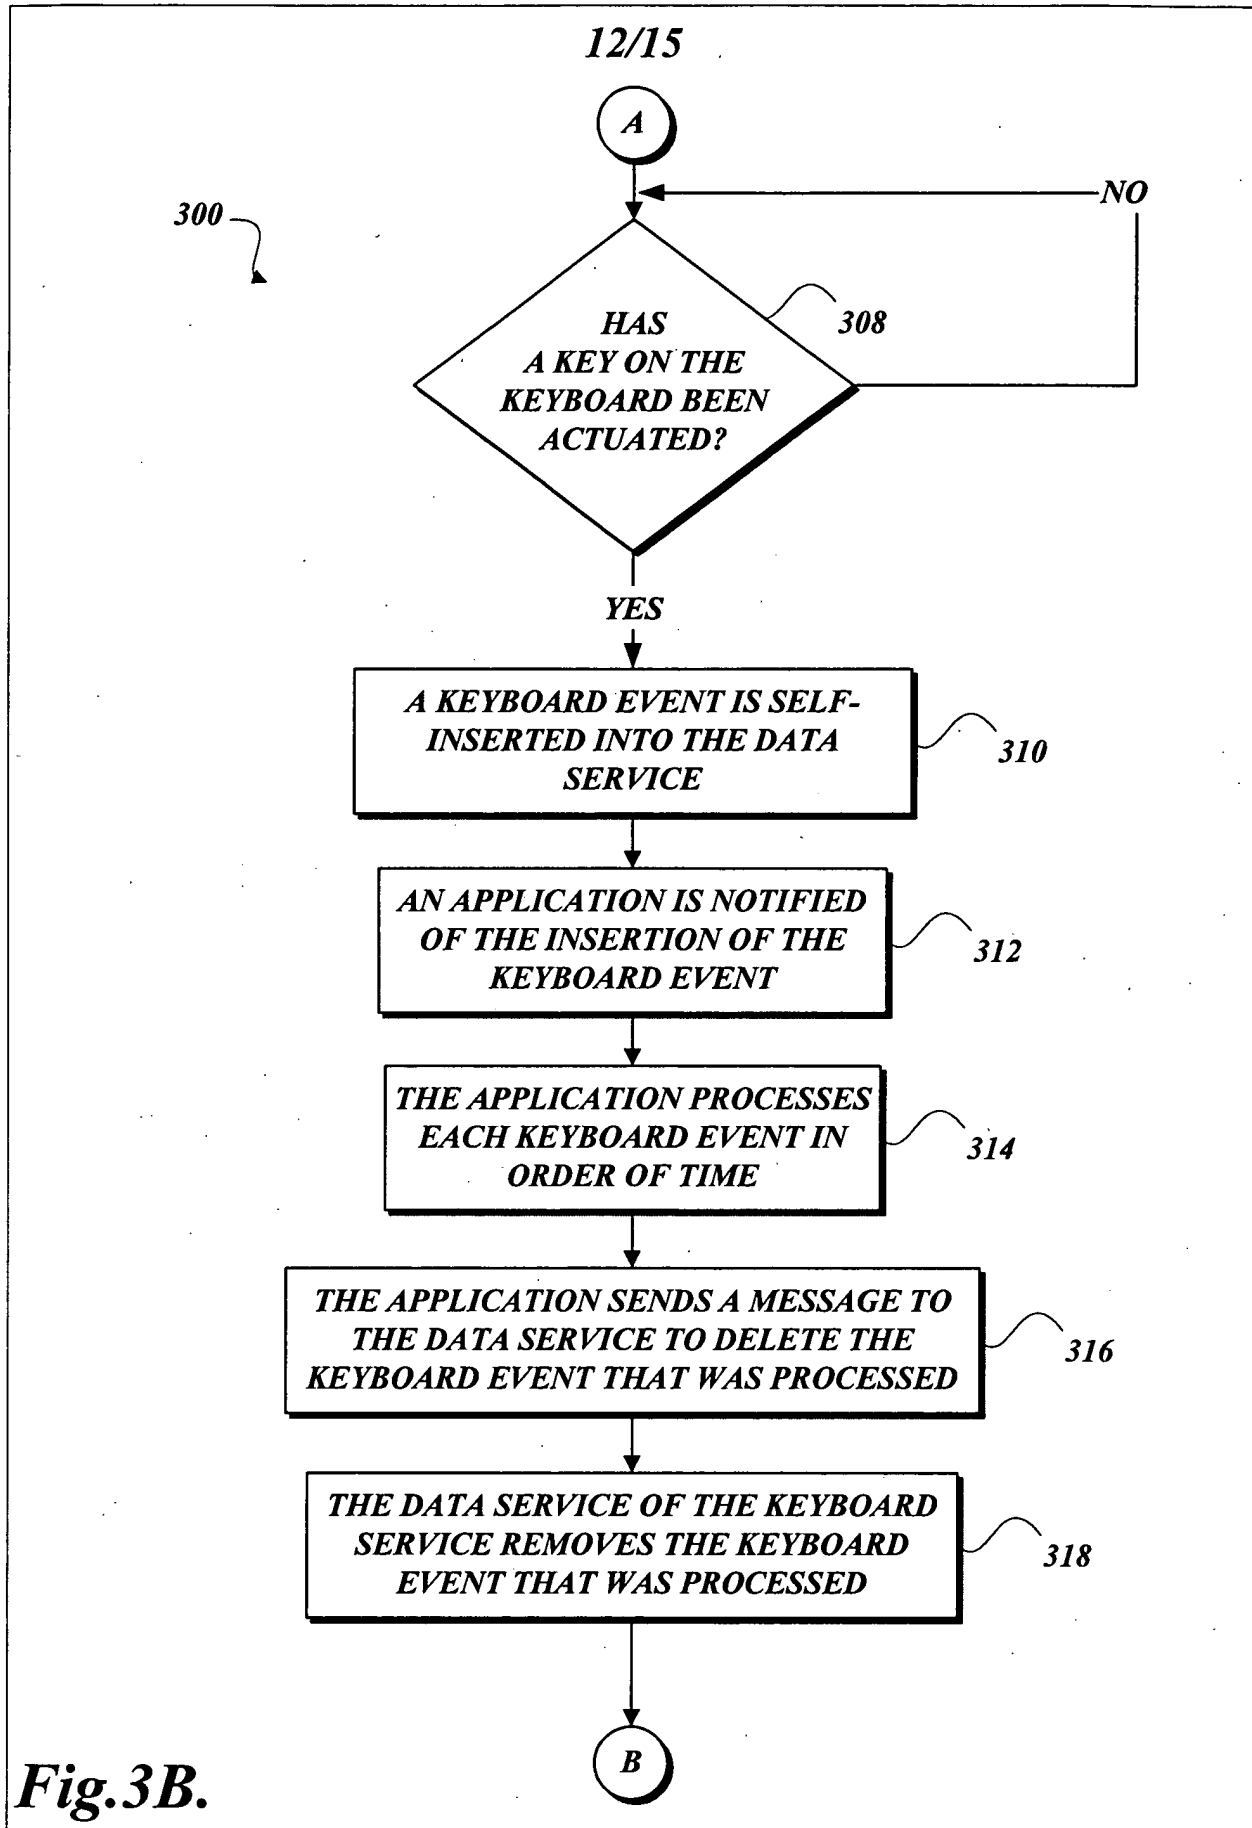 12/15
A
NO
300
308
HAS
A KEY ON THE
KEYBOARD BEEN
ACTUATED?
YES
A KEYBOARD EVENT IS SELF-
INSERTED INTO THE DATA
SERVICE
310
AN APPLICATION IS NOTIFIED
OF THE INSERTION OF THE
KEYBOARD EVENT
312
THE APPLICATION PROCESSES
EACH KEYBOARD EVENT IN
ORDER OF TIME
314
THE APPLICATION SENDS A MESSAGE TO
THE DATA SERVICE TO DELETE THE
KEYBOARD EVENT THAT WAS PROCESSED
316
THE DATA SERVICE OF THE KEYBOARD
SERVICE REMOVES THE KEYBOARD
EVENT THAT WAS PROCESSED
318
B
Fig.3B.